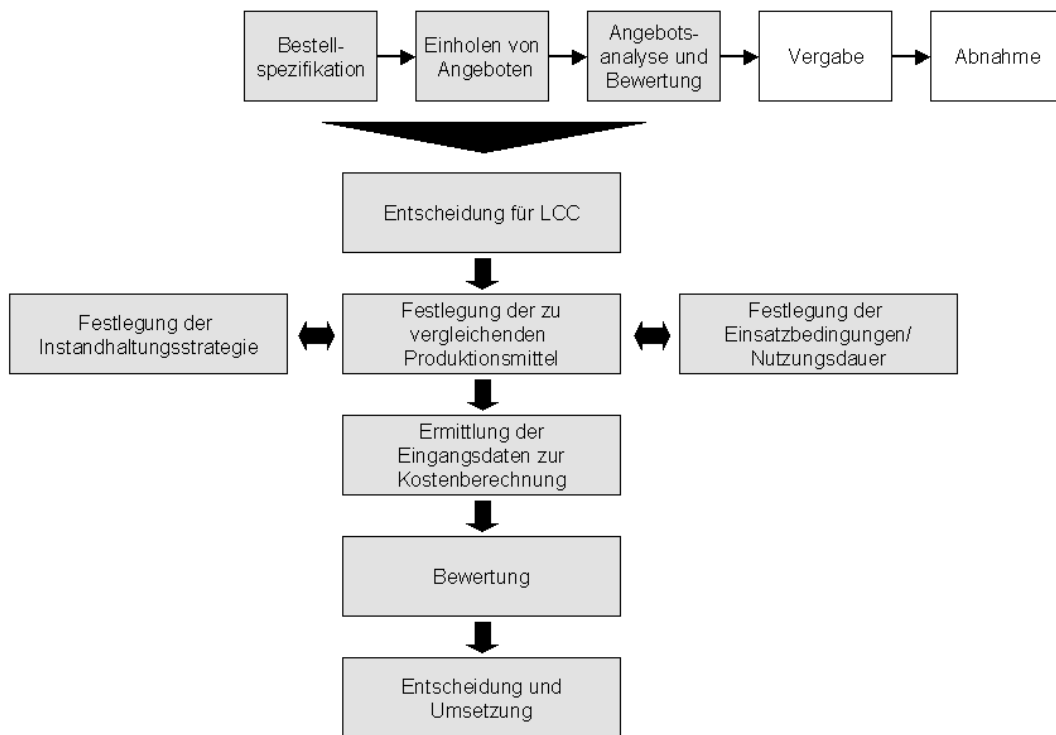 Bestell-
spezifikation
Einholen von
Angeboten
Angebots-
analyse und
Bewertung
Vergabe
Abnahme
Entscheidung für LCC
Festlegung der
Instandhaltungsstrategie
Festlegung der zu
vergleichenden
Produktionsmittel
Festlegung der
Einsatzbedingungen/
Nutzungsdauer
Ermittlung der
Eingangsdaten zur
Kostenberechnung
Bewertung
Entscheidung und
Umsetzung